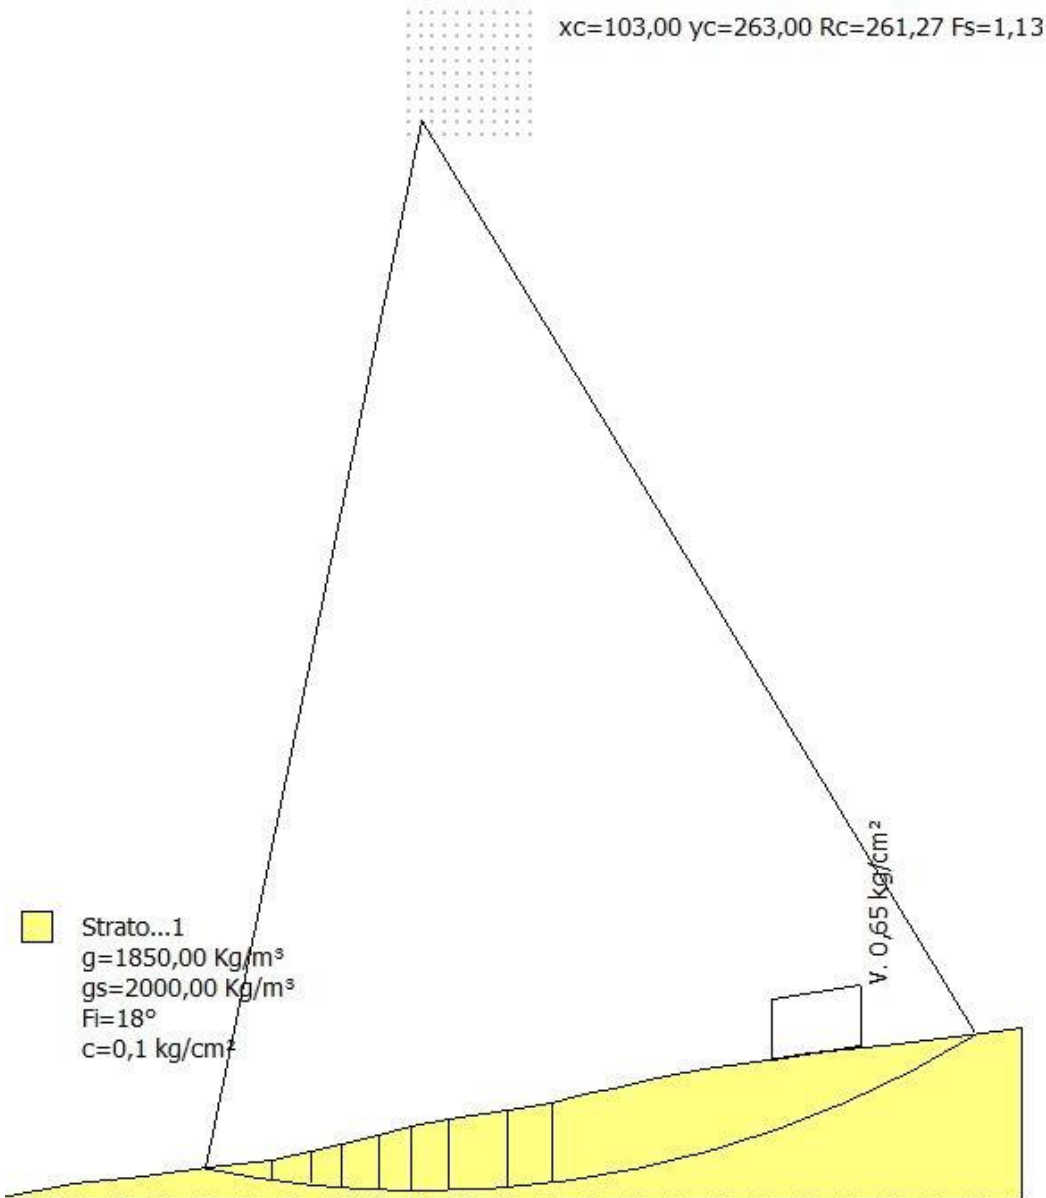 xc=103,00 yc=263,00 Rc=261,27 Fs=1,13
V. 0,65 kg/cm²
Strato...1
g=1850,00 Kg/m³
gs=2000,00 Kg/m³
Fi=18°
c=0,1 kg/cm²